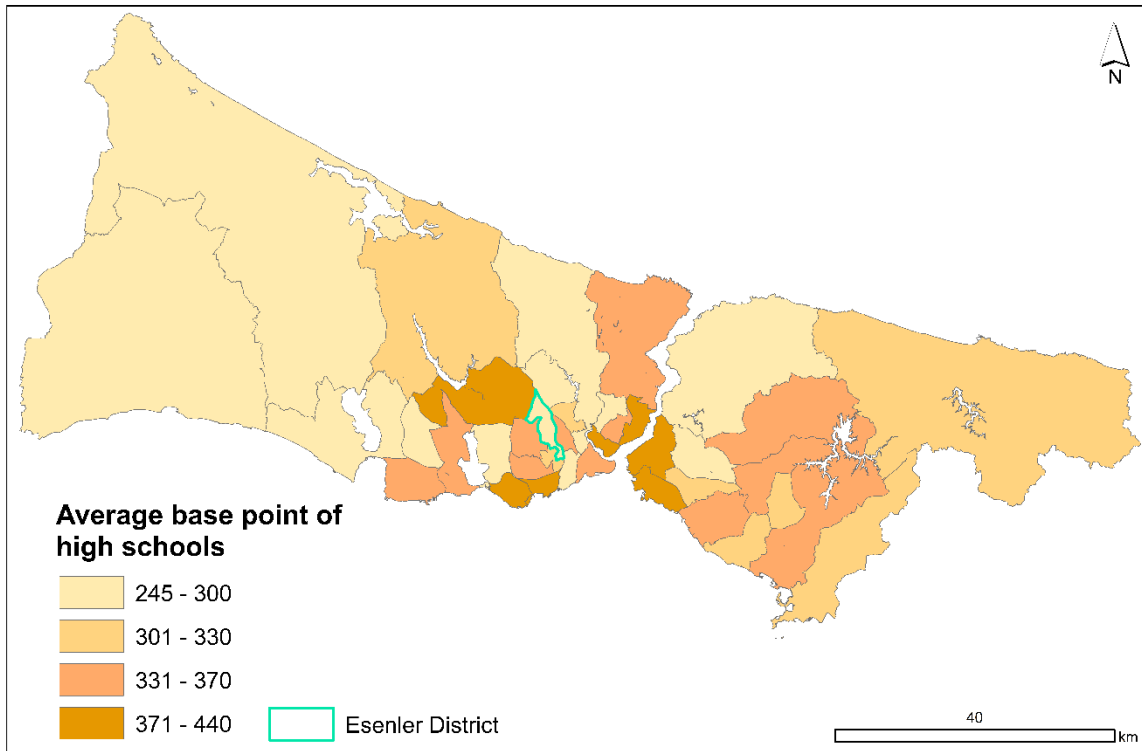 N
Average base point of
high schools
245 - 300
301 - 330
331 - 370
371 - 440
Esenler District
40
km